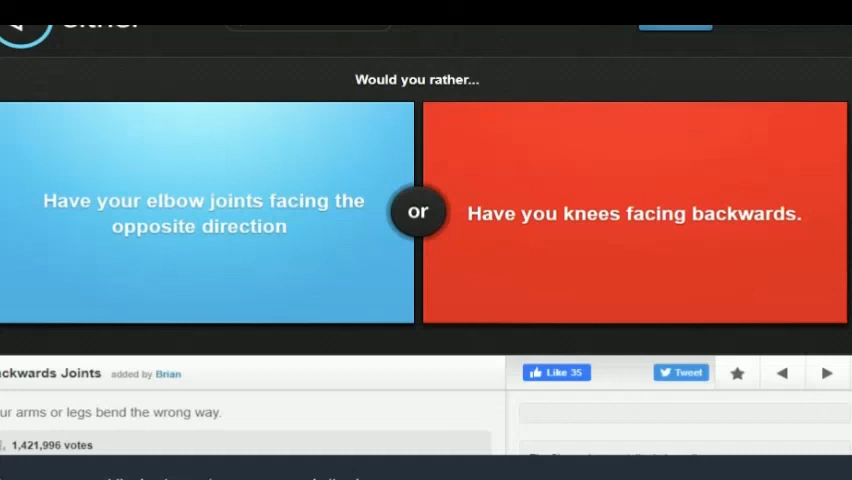 Would you rather...
Have your elbow joints facing the
opposite direction
or
Have you knees facing backwards.
ckwards Joints added by Brian
Like 35
Tweet
ur arms or legs bend the wrong way.
1,421,996 votes